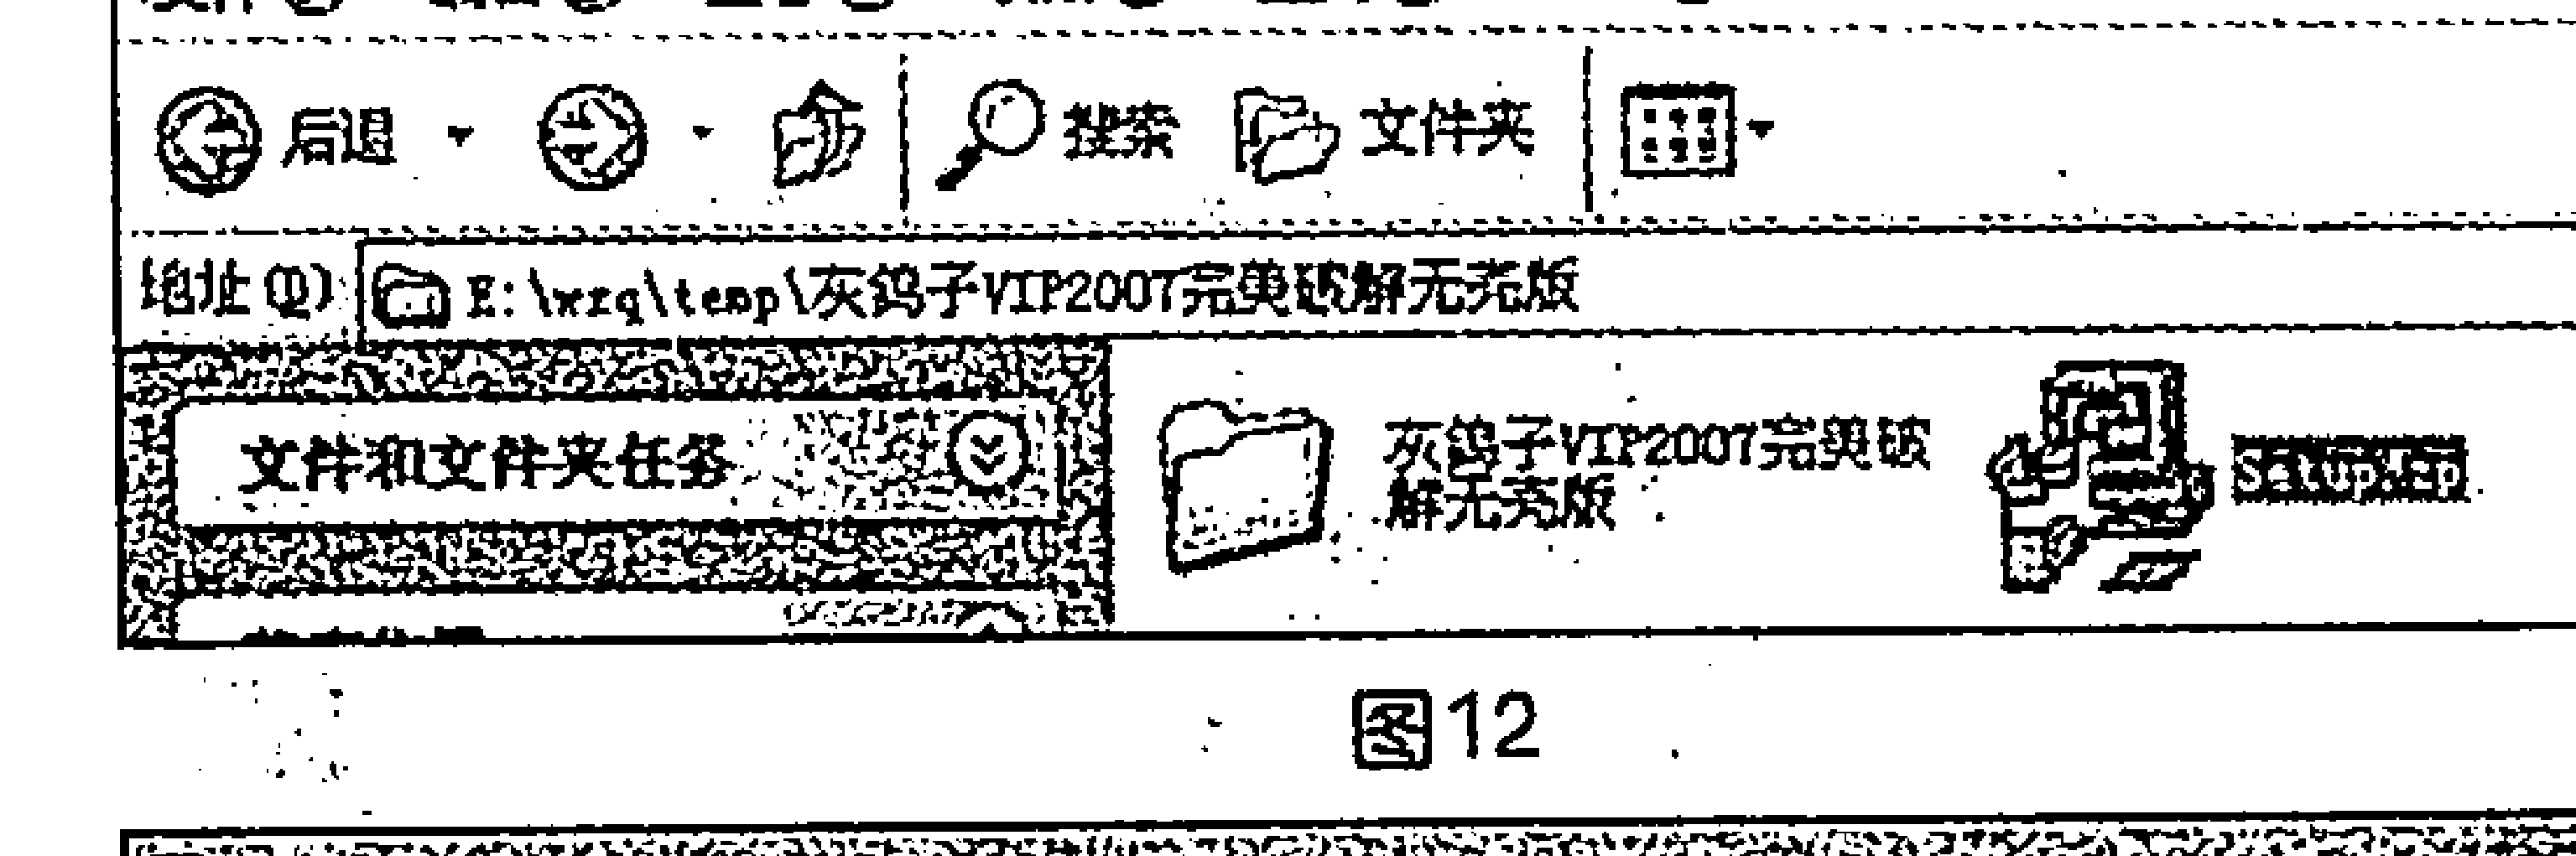 后退 搜索 文件夹
地址(D) E:\wrq\temp\灰鸽子VIP2007完美破解无壳版
文件和文件夹任务
灰鸽子VIP2007完美破
解无壳版
图12